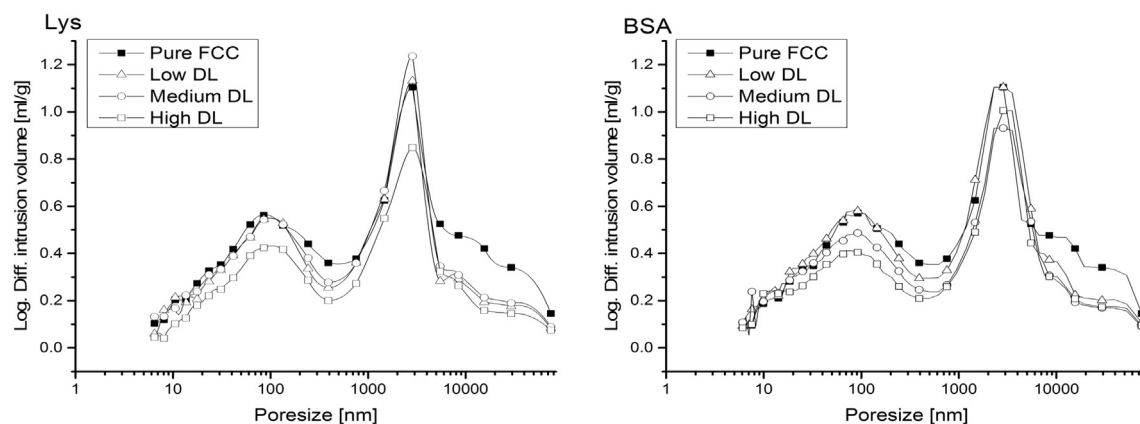 Lys
Pure FCC
Low DL
Medium DL
High DL
Log. Diff. intrusion volume [ml/g]
1.2
1.0
0.8
0.6
0.4
0.2
0.0
1
10
100
1000
10000
Poresize [nm]
BSA
Pure FCC
Low DL
Medium DL
High DL
Log. Diff. intrusion volume [ml/g]
1.2
1.0
0.8
0.6
0.4
0.2
0.0
1
10
100
1000
10000
Poresize [nm]